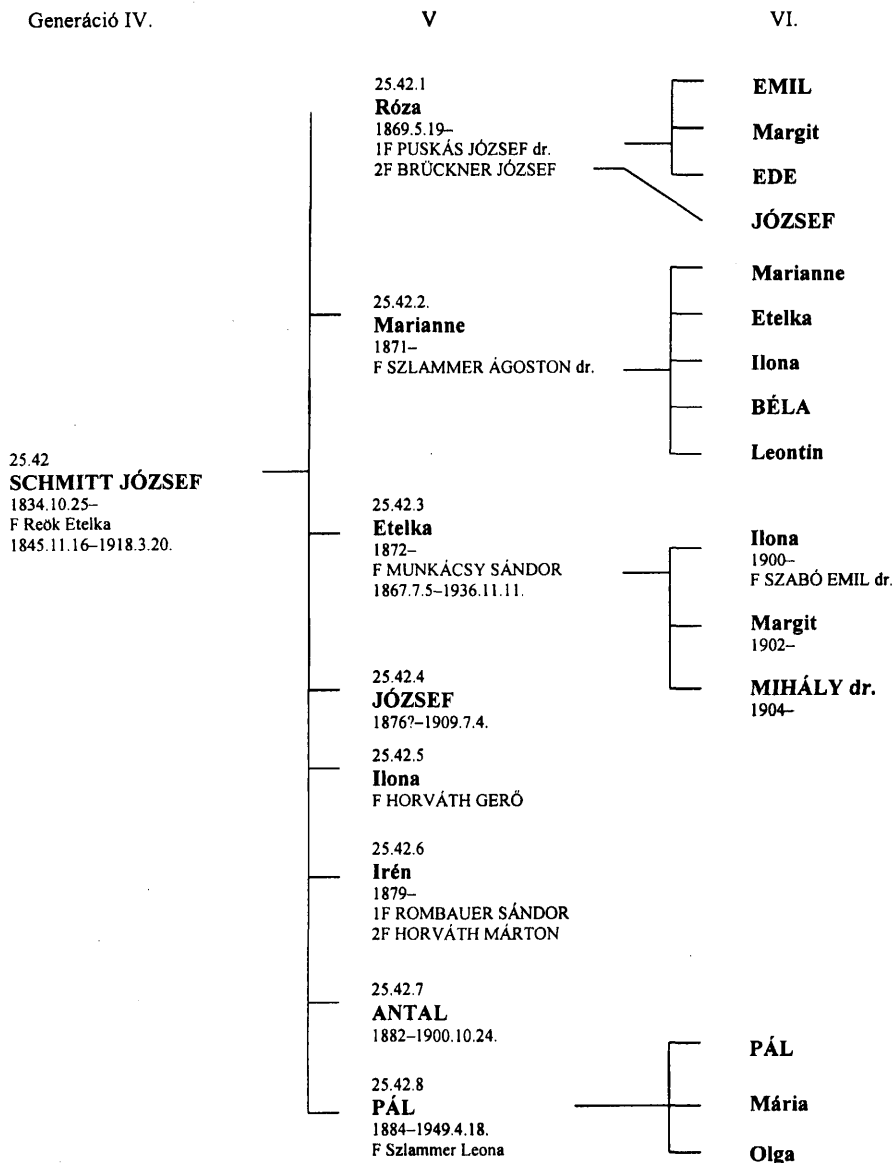 Generáció IV.
V
VI.
25.42
SCHMITT JÓZSEF
1834.10.25–
F Reök Etelka
1845.11.16–1918.3.20.
25.42.1
Róza
1869.5.19–
1F PUSKÁS JÓZSEF dr.
2F BRÜCKNER JÓZSEF
EMIL
Margit
EDE
JÓZSEF
25.42.2.
Marianne
1871–
F SZLAMMER ÁGOSTON dr.
Marianne
Etelka
Ilona
BÉLA
Leontin
25.42.3
Etelka
1872–
F MUNKÁCSY SÁNDOR
1867.7.5–1936.11.11.
Ilona
1900–
F SZABÓ EMIL dr.
Margit
1902–
MIHÁLY dr.
1904–
25.42.4
JÓZSEF
1876?–1909.7.4.
25.42.5
Ilona
F HORVÁTH GERŐ
25.42.6
Irén
1879–
1F ROMBAUER SÁNDOR
2F HORVÁTH MÁRTON
25.42.7
ANTAL
1882–1900.10.24.
25.42.8
PÁL
1884–1949.4.18.
F Szlammer Leona
PÁL
Mária
Olga